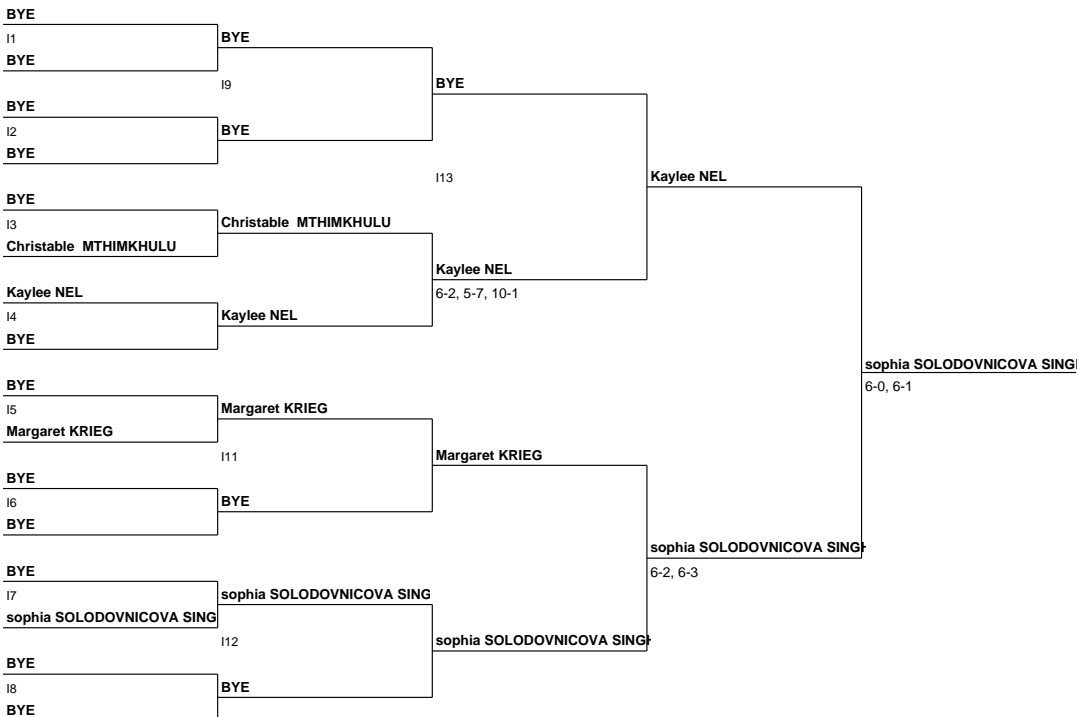 BYE
I1
BYE
BYE
I9
BYE
BYE
I2
BYE
BYE
I13
Kaylee NEL
BYE
I3
Christable MTHIMKHULU
Christable MTHIMKHULU
Kaylee NEL
6-2, 5-7, 10-1
Kaylee NEL
I4
Kaylee NEL
BYE
sophia SOLODOVNICOVA SING
6-0, 6-1
BYE
I5
Margaret KRIEG
Margaret KRIEG
I11
Margaret KRIEG
BYE
I6
BYE
BYE
sophia SOLODOVNICOVA SINGH
6-2, 6-3
BYE
I7
sophia SOLODOVNICOVA SING
sophia SOLODOVNICOVA SING
I12
sophia SOLODOVNICOVA SINGH
BYE
I8
BYE
BYE